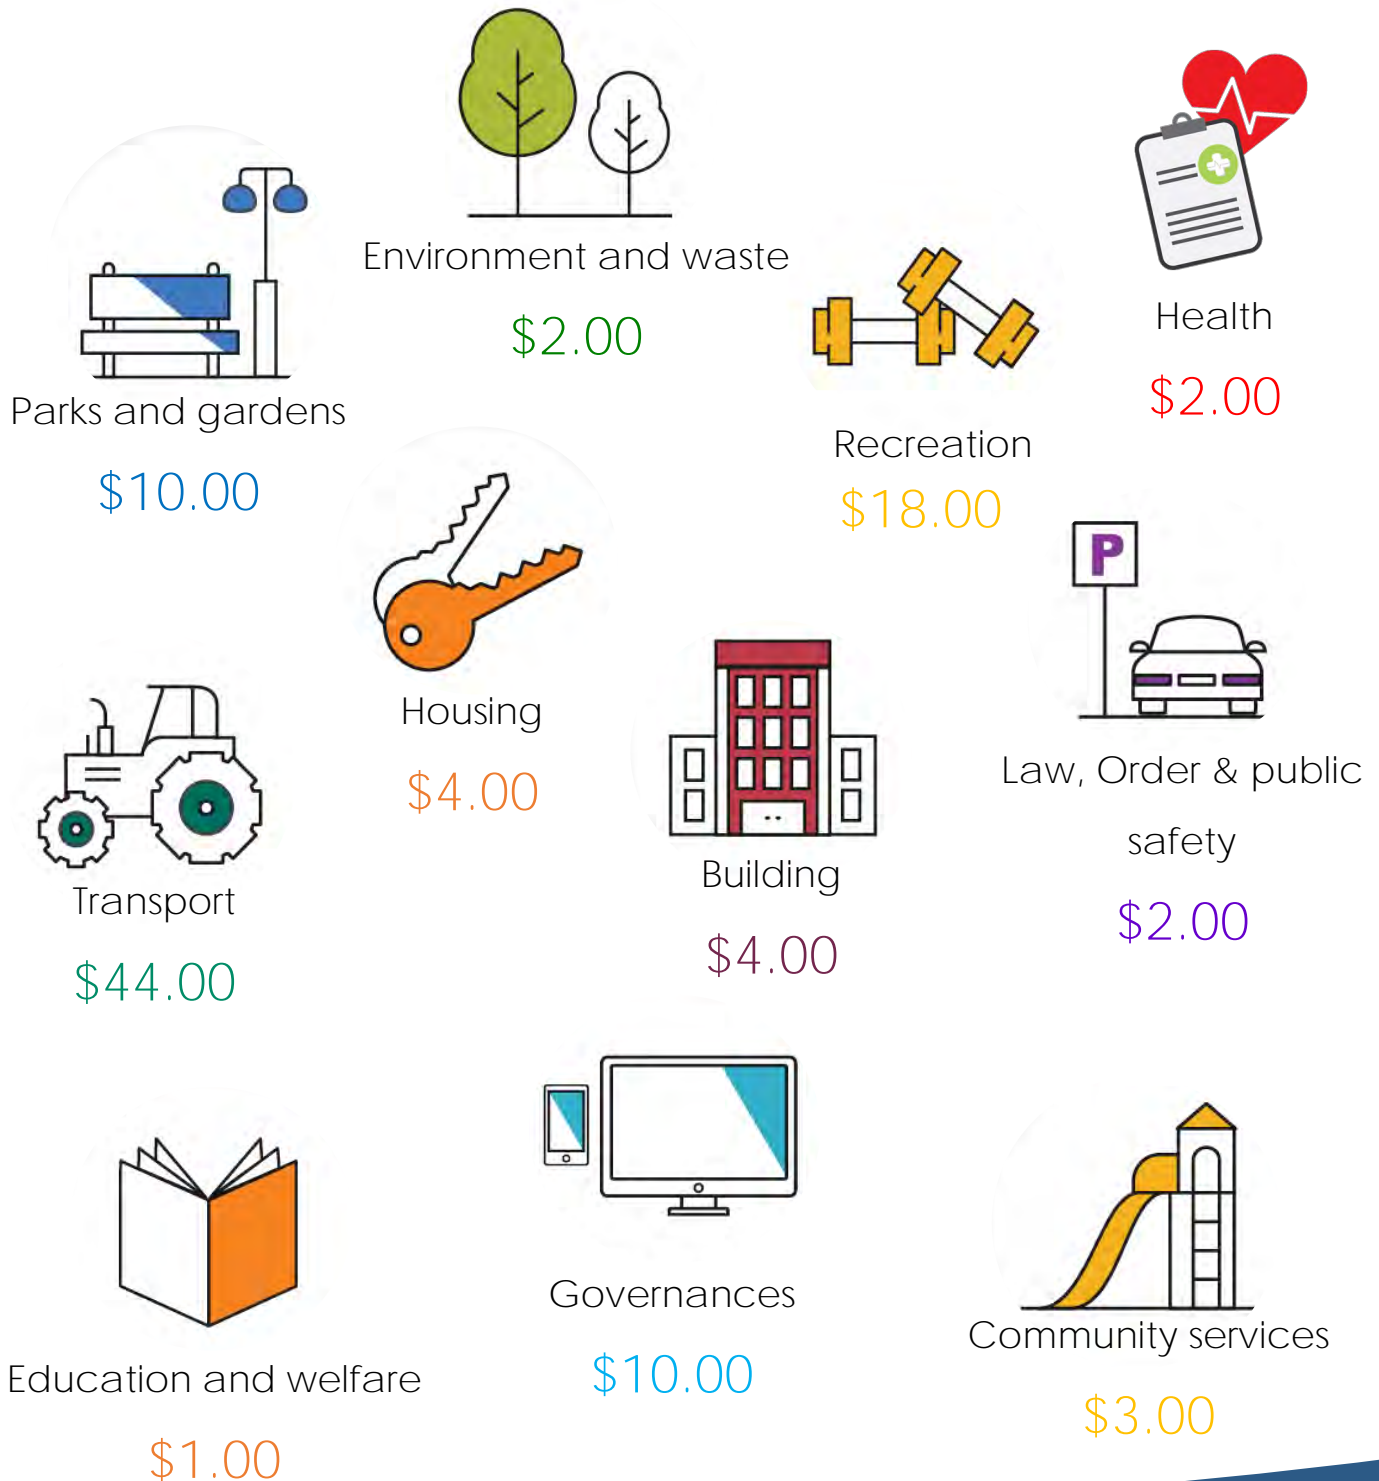 Environment and waste
$2.00
Health
$2.00
Parks and gardens
$10.00
Recreation
$18.00
P
Housing
$4.00
Law, Order & public
safety
$2.00
Building
$4.00
Transport
$44.00
Governances
$10.00
Community services
$3.00
Education and welfare
$1.00